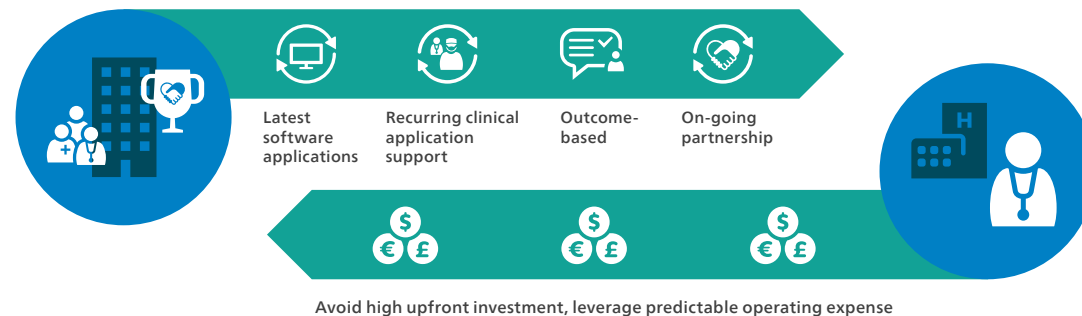 Latest
software
applications
Recurring clinical
application
support
Outcome-
based
On-going
partnership
H
$
€ £
$
€ £
$
€ £
Avoid high upfront investment, leverage predictable operating expense